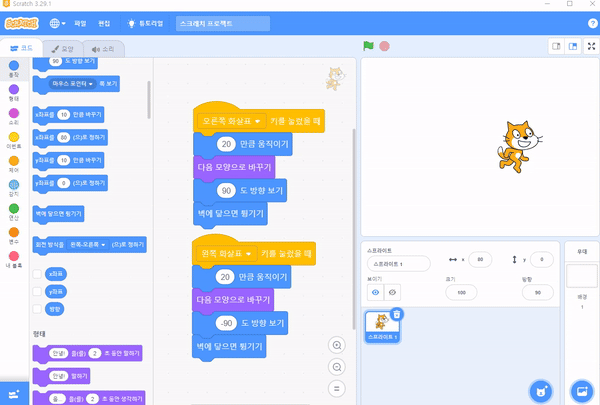 Scratch 3.29.1
SCRATCH 파일 편집 튜토리얼 스크래치 프로젝트
코드 모양 소리
동작
형태
소리
이벤트
제어
감지
연산
변수
내 블록
90 도 방향 보기
마우스 포인터 쪽 보기
x좌표를 10 만큼 바꾸기
x좌표를 80 (으)로 정하기
y좌표를 10 만큼 바꾸기
y좌표를 0 (으)로 정하기
벽에 닿으면 튕기기
회전 방식을 왼쪽-오른쪽 (으)로 정하기
x좌표
y좌표
방향
형태
안녕! 을(를) 2 초 동안 말하기
안녕! 말하기
음... 을(를) 2 초 동안 생각하기
오른쪽 화살표 키를 눌렀을 때
20 만큼 움직이기
다음 모양으로 바꾸기
90 도 방향 보기
벽에 닿으면 튕기기
왼쪽 화살표 키를 눌렀을 때
20 만큼 움직이기
다음 모양으로 바꾸기
-90 도 방향 보기
벽에 닿으면 튕기기
스프라이트
스프라이트 1
x 80
y 0
보이기
크기
100
방향
90
스프라이트 1
무대
배경
1